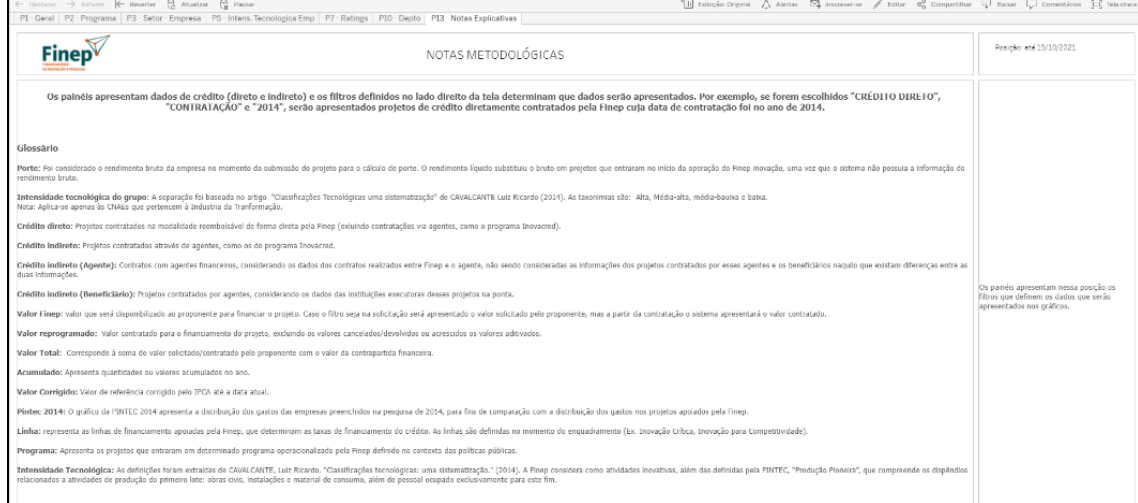 Desfazer Refazer Reverter Atualizar Pausar Exibição: Original Alertas Inscrever-se Editar Compartilhar Baixar Comentários Tela cheia
P1 - Geral P2 - Programa P3 - Setor - Empresa P5 - Intens. Tecnologica Emp P7 - Ratings P10 - Depto P13 - Notas Explicativas
Finep
NOTAS METODOLÓGICAS
Posição: até 15/10/2021
Os painéis apresentam dados de crédito (direto e indireto) e os filtros definidos no lado direito da tela determinam que dados serão apresentados. Por exemplo, se forem escolhidos "CRÉDITO DIRETO",
"CONTRATAÇÃO" e "2014", serão apresentados projetos de crédito diretamente contratados pela Finep cuja data de contratação foi no ano de 2014.
Glossário
Porte: Foi considerado o rendimento bruto da empresa no momento da submissão do projeto para o cálculo de porte. O rendimento líquido substituiu o bruto em projetos que entraram no início da operação do Finep inovação, uma vez que o sistema não possuia a informação do
rendimento bruto.
Intensidade tecnológica do grupo: A separação foi baseada no artigo "Classificações Tecnológicas uma sistematização" de CAVALCANTE Luiz Ricardo (2014). As taxonimias são: Alta, Média-alta, média-bauixa e baixa.
Nota: Aplica-se apenas às CNAEs que pertencem à Industria da Tranformação.
Crédito direto: Projetos contratados na modalidade reembolsável de forma direta pela Finep (exluindo contratações via agentes, como o programa Inovacred).
Crédito indireto: Projetos contratados através de agentes, como os do programa Inovacred.
Crédito indireto (Agente): Contratos com agentes financeiros, considerando os dados dos contratos realizados entre Finep e o agente, não sendo consideradas as informações dos projetos contratados por esses agentes e os beneficiários naquilo que existam diferenças entre as
duas informações.
Crédito indireto (Beneficiário): Projetos contratados por agentes, considerando os dados das instituições executoras desses projetos na ponta.
Os painéis apresentam nessa posição os
filtros que definem os dados que serão
apresentados nos gráficos.
Valor Finep: valor que será disponibilizado ao proponente para financiar o projeto. Caso o filtro seja na solicitação será apresentado o valor solicitado pelo proponente, mas a partir da contratação o sistema apresentará o valor contratado.
Valor reprogramado: Valor contratado para o financiamento do projeto, excluindo os valores cancelados/devolvidos ou acrescidos os valores aditivados.
Valor Total: Corresponde à soma do valor solicitado/contratado pelo proponente com o valor da contrapartida financeira.
Acumulado: Apresenta quantidades ou valores acumulados no ano.
Valor Corrigido: Valor de referência corrigido pelo IPCA até a data atual.
Pintec 2014: O gráfico da PINTEC 2014 apresenta a distribuição dos gastos das empresas preenchidos na pesquisa de 2014, para fins de comparação com a distribuição dos gastos nos projetos apoiados pela Finep.
Linha: representa as linhas de financiamento apoiadas pela Finep, que determinam as taxas de financiamento do crédito. As linhas são definidas no momento do enquadramento (Ex. Inovação Crítica, Inovação para Competitividade).
Programa: Apresenta os projetos que entraram em determinado programa operacionalizado pela Finep definido no contexto das políticas públicas.
Intensidade Tecnológica: As definições foram extraídas de CAVALCANTE, Luiz Ricardo. "Classificações tecnológicas: uma sistematização." (2014). A Finep considera como atividades inovativas, além das definidas pela PINTEC, "Produção Pioneira", que compreende os dispêndios
relacionados a atividades de produção do primeiro lote: obras civis, instalações e material de consumo, além de pessoal ocupado exclusivamente para este fim.